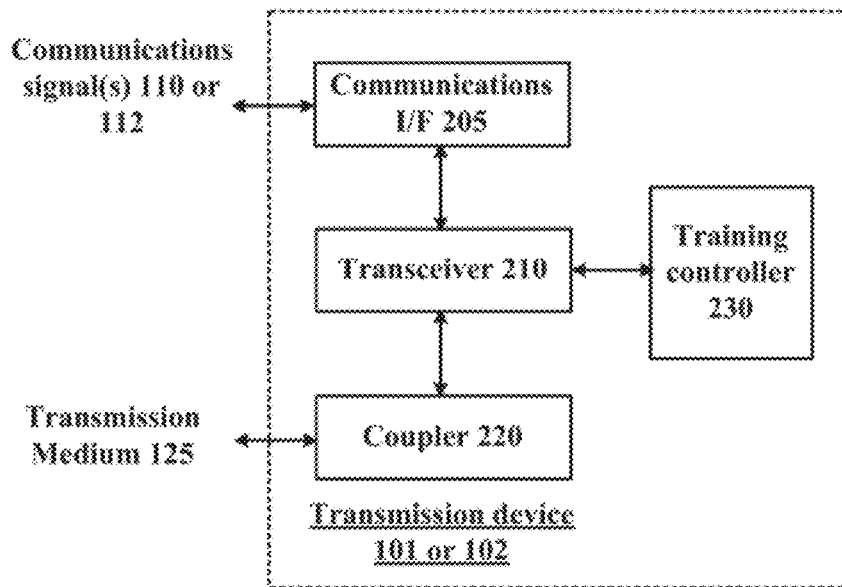 Communications
signal(s) 110 or
112
Communications
I/F 205
Transceiver 210
Training
controller
230
Transmission
Medium 125
Coupler 220
Transmission device
101 or 102